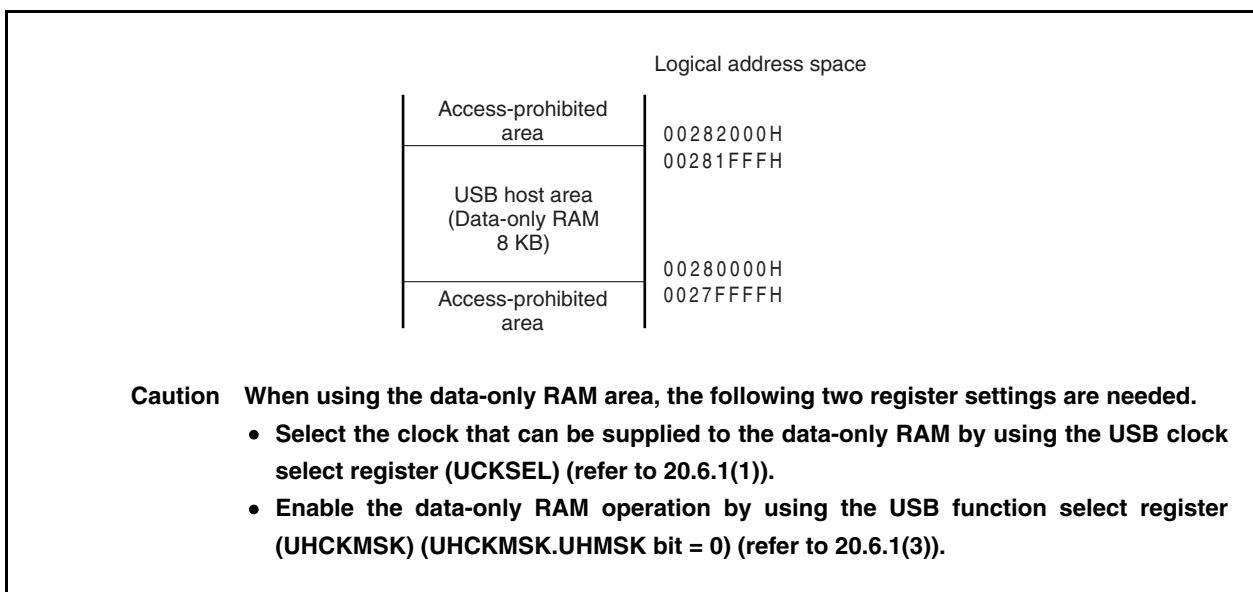 Logical address space
Access-prohibited
area
00282000H
00281FFFH
USB host area
(Data-only RAM
8 KB)
00280000H
0027FFFFH
Access-prohibited
area
Caution When using the data-only RAM area, the following two register settings are needed.
• Select the clock that can be supplied to the data-only RAM by using the USB clock
select register (UCKSEL) (refer to 20.6.1(1)).
• Enable the data-only RAM operation by using the USB function select register
(UHCKMSK) (UHCKMSK.UHMSK bit = 0) (refer to 20.6.1(3)).